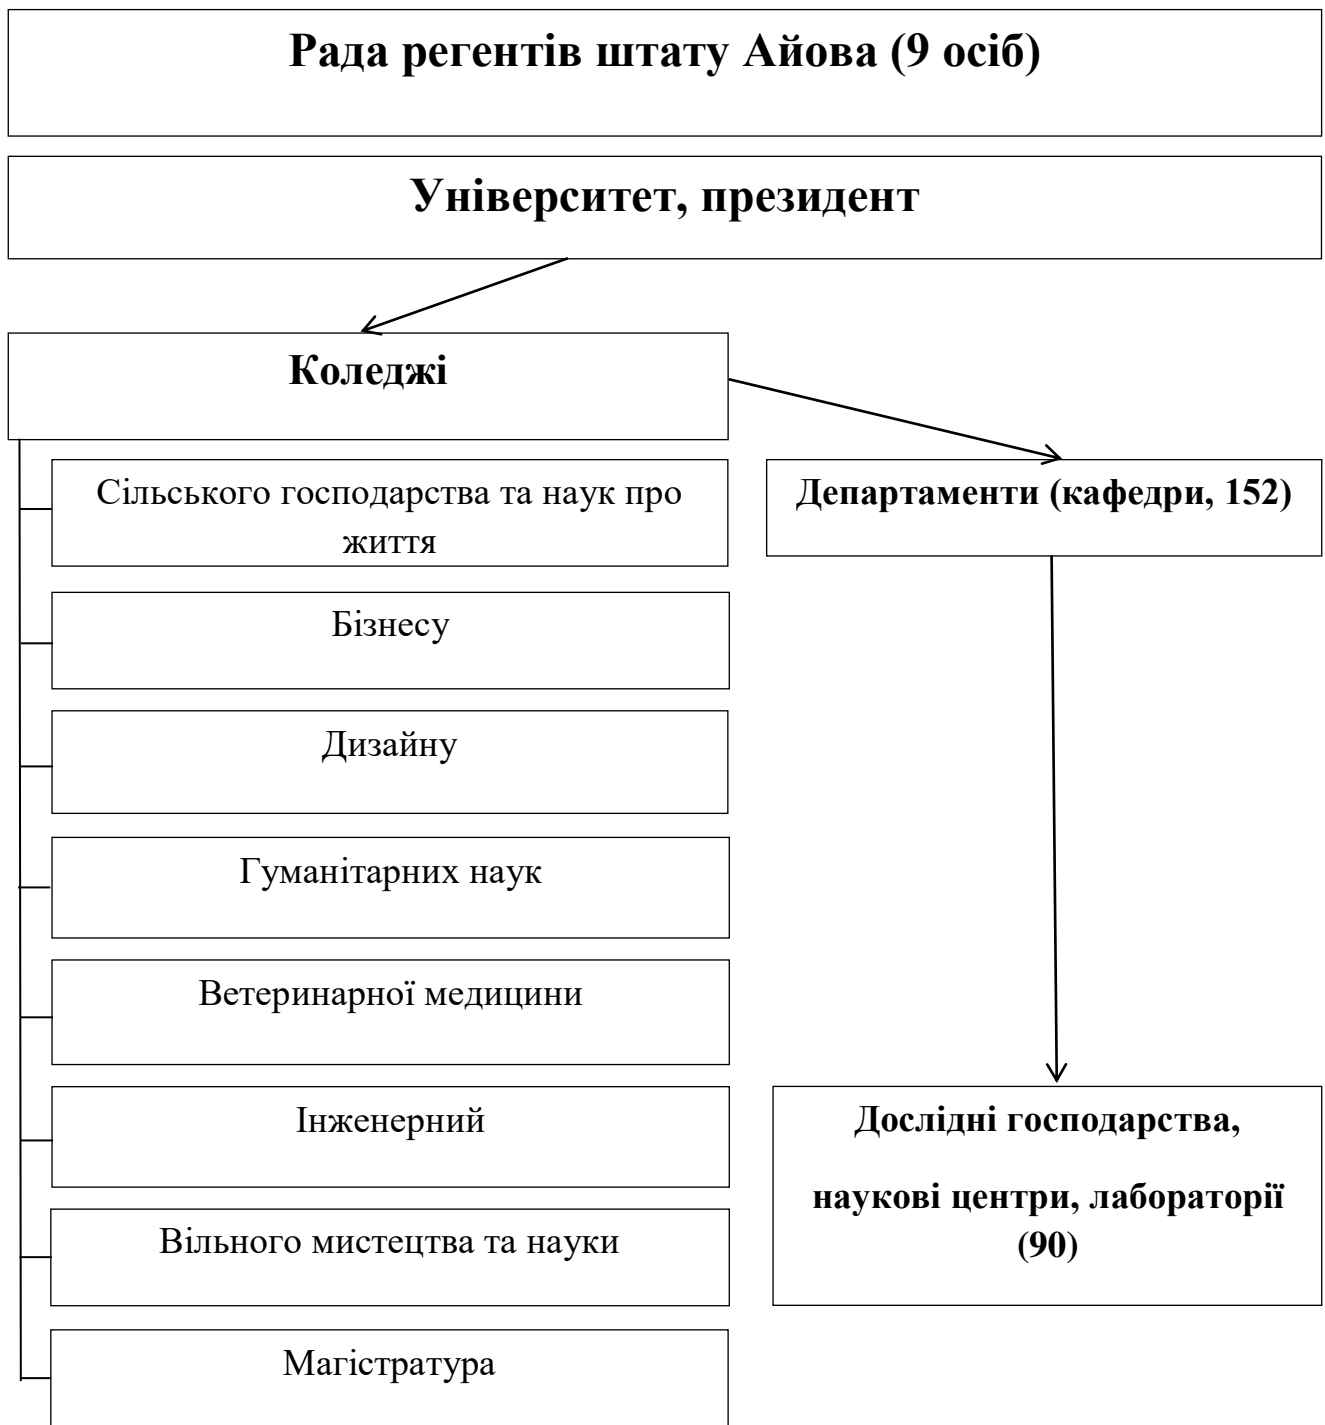 Рада регентів штату Айова (9 осіб)
Університет, президент
Коледжі
Сільського господарства та наук про
життя
Бізнесу
Дизайну
Гуманітарних наук
Ветеринарної медицини
Інженерний
Вільного мистецтва та науки
Магістратура
Департаменти (кафедри, 152)
Дослідні господарства,
наукові центри, лабораторії
(90)